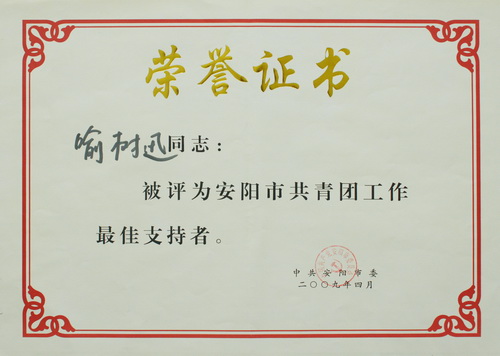 荣誉证书
喻树迅同志：
被评为安阳市共青团工作
最佳支持者。
中共安阳市委
二〇〇九年四月